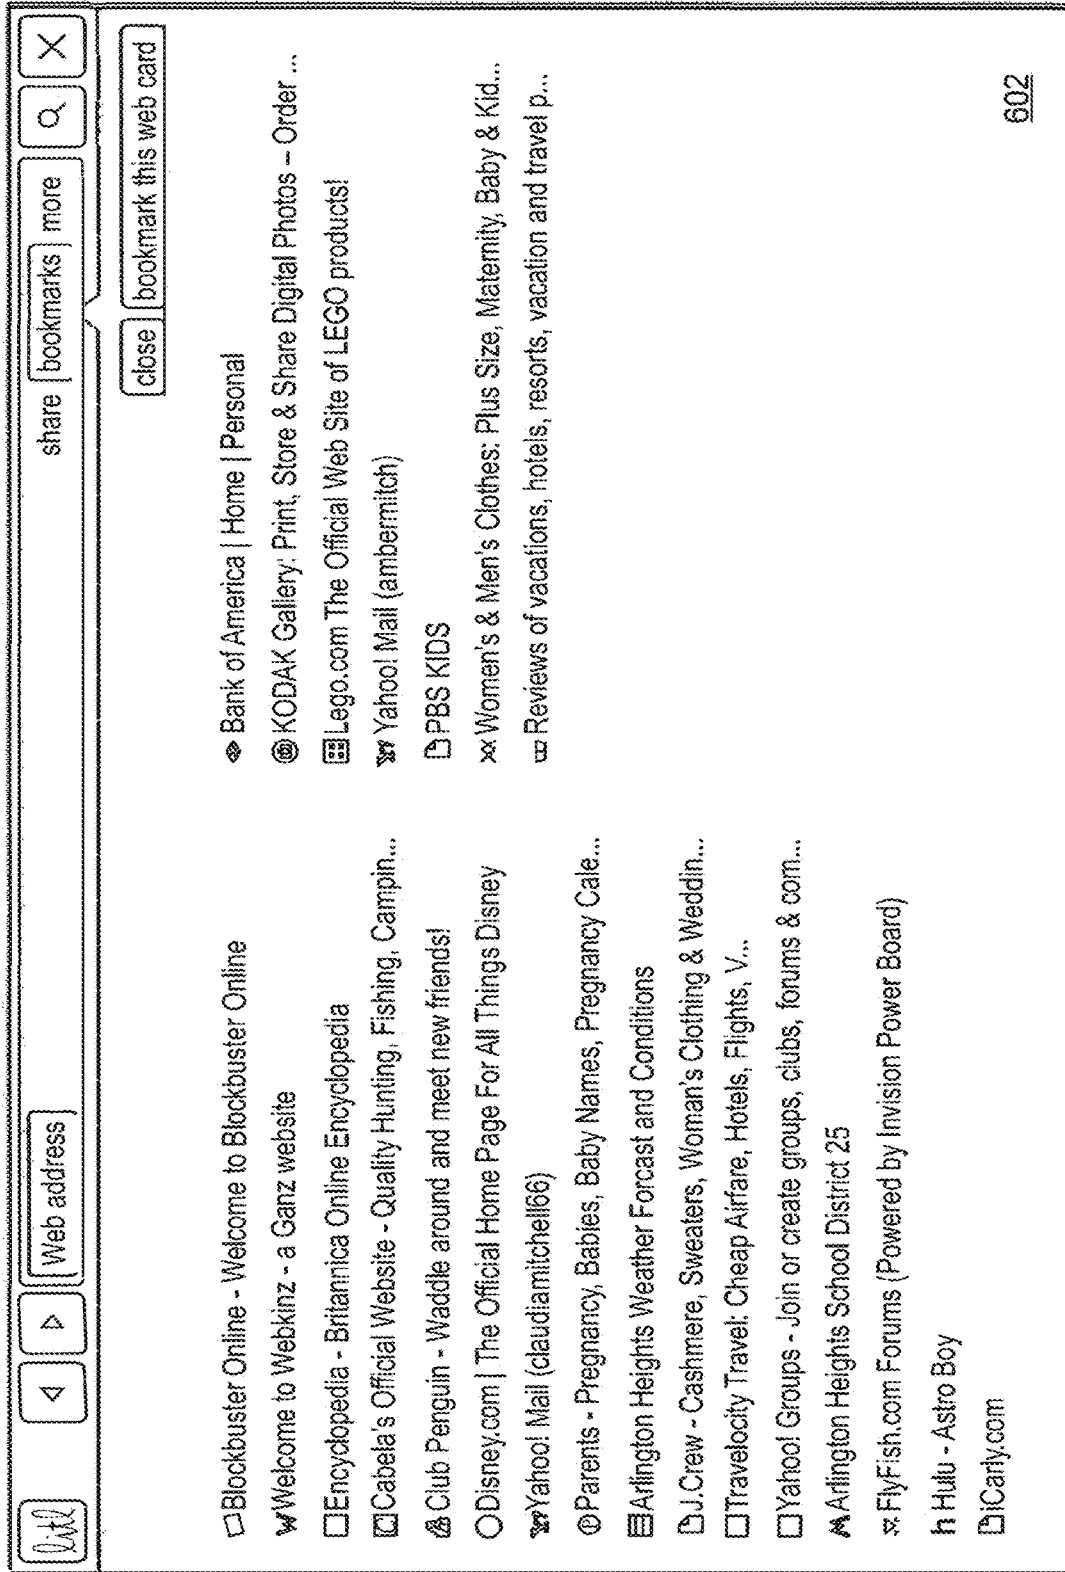 litl
Web address
share bookmarks more
close bookmark this web card
Blockbuster Online - Welcome to Blockbuster Online
Welcome to Webkinz - a Ganz website
Encyclopedia - Britannica Online Encyclopedia
Cabela's Official Website - Quality Hunting, Fishing, Campin...
Club Penguin - Waddle around and meet new friends!
Disney.com | The Official Home Page For All Things Disney
Yahoo! Mail (claudiamitchell66)
Parents - Pregnancy, Babies, Baby Names, Pregnancy Cale...
Arlington Heights Weather Forcast and Conditions
J.Crew - Cashmere, Sweaters, Woman's Clothing & Weddin...
Travelocity Travel: Cheap Airfare, Hotels, Flights, V...
Yahoo! Groups - Join or create groups, clubs, forums & com...
Arlington Heights School District 25
FlyFish.com Forums (Powered by Invision Power Board)
h Hulu - Astro Boy
iCarly.com
Bank of America | Home | Personal
KODAK Gallery: Print, Store & Share Digital Photos – Order ...
Lego.com The Official Web Site of LEGO products!
Yahoo! Mail (ambermitch)
PBS KIDS
Women's & Men's Clothes: Plus Size, Maternity, Baby & Kid...
Reviews of vacations, hotels, resorts, vacation and travel p...
602